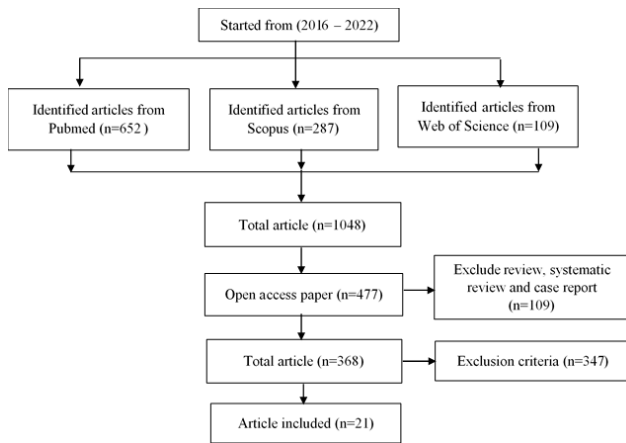 Started from (2016 – 2022)
Identified articles from
Pubmed (n=652 )
Identified articles from
Scopus (n=287)
Identified articles from
Web of Science (n=109)
Total article (n=1048)
Open access paper (n=477)
Exclude review, systematic
review and case report
(n=109)
Total article (n=368)
Exclusion criteria (n=347)
Article included (n=21)